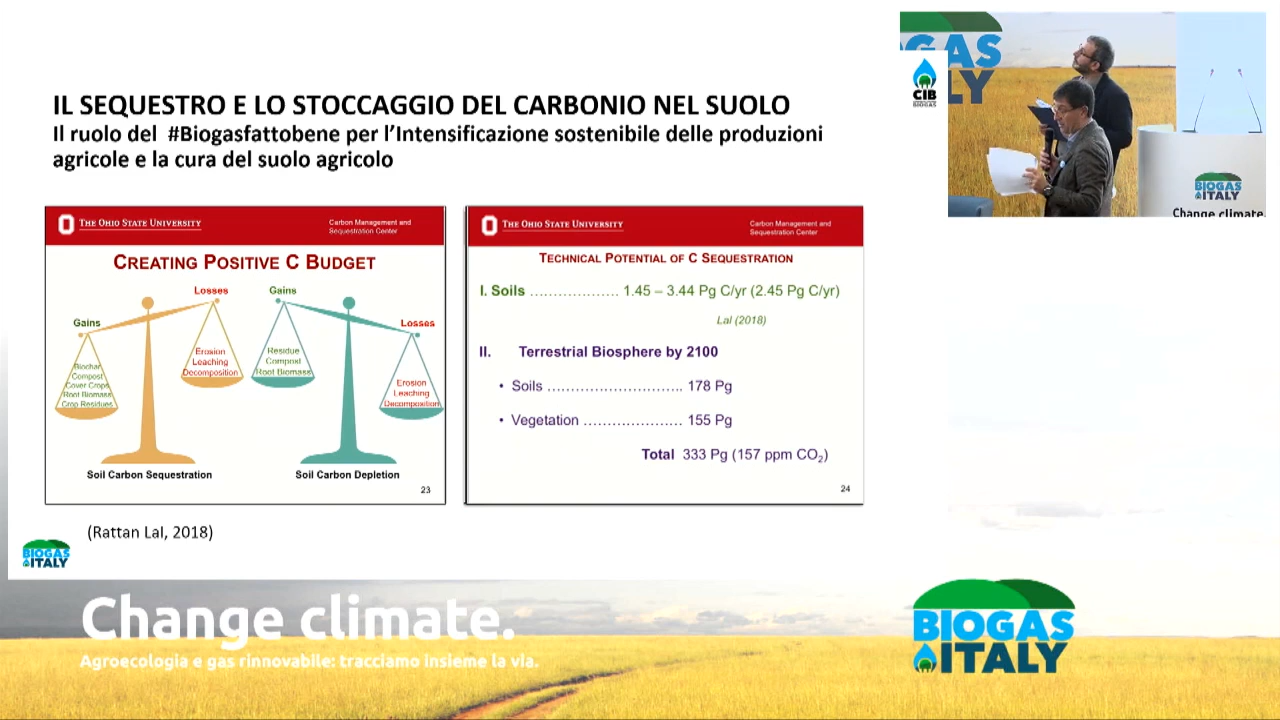 IL SEQUESTRO E LO STOCCAGGIO DEL CARBONIO NEL SUOLO
Il ruolo del #Biogasfattobene per l'Intensificazione sostenibile delle produzioni
agricole e la cura del suolo agricolo
THE OHIO STATE UNIVERSITY
Carbon Management and
Sequestration Center
CREATING POSITIVE C BUDGET
Losses
Gains
Gains
Losses
Biochar
Compost
Cover Crops
Root Biomass
Crop Residues
Erosion
Leaching
Decomposition
Residue
Compost
Root Biomass
Erosion
Leaching
Decomposition
Soil Carbon Sequestration
Soil Carbon Depletion
23
THE OHIO STATE UNIVERSITY
Carbon Management and
Sequestration Center
TECHNICAL POTENTIAL OF C SEQUESTRATION
I. Soils ................... 1.45 – 3.44 Pg C/yr (2.45 Pg C/yr)
Lal (2018)
II. Terrestrial Biosphere by 2100
• Soils ............................ 178 Pg
• Vegetation ..................... 155 Pg
Total 333 Pg (157 ppm CO₂)
24
(Rattan Lal, 2018)
BIOGAS
ITALY
Change climate.
Agroecologia e gas rinnovabile: tracciamo insieme la via.
BIOGAS
ITALY
OGAS
ITALY
CIB
BIOGAS
ITALY
Change climate.